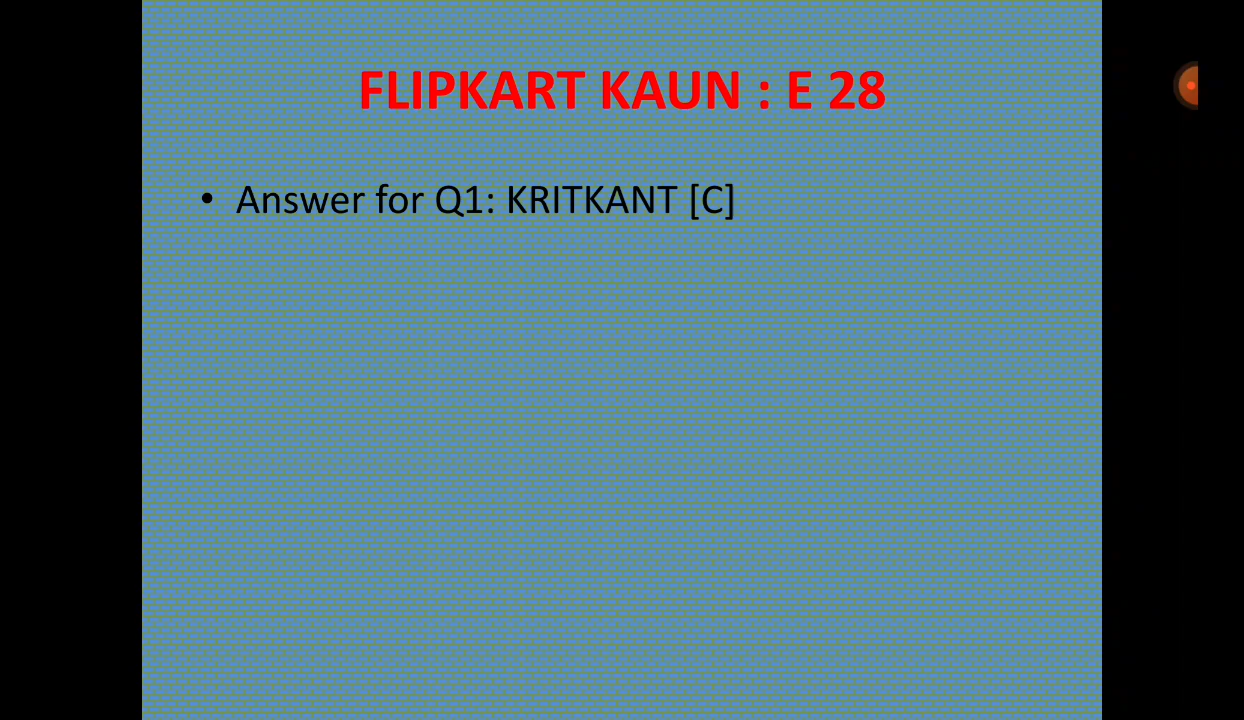 FLIPKART KAUN : E 28
• Answer for Q1: KRITKANT [C]